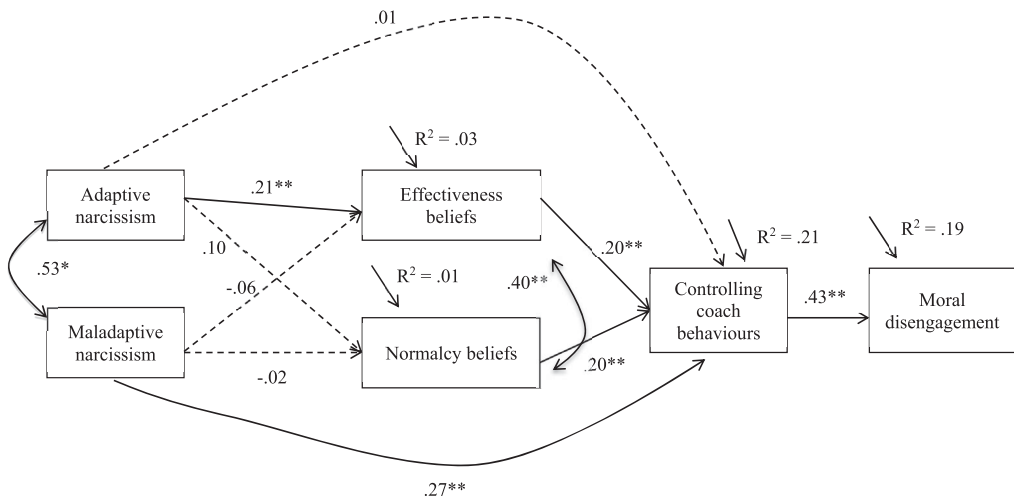 .01
R² = .03
Adaptive
narcissism
.21**
Effectiveness
beliefs
R² = .21
R² = .19
.10
.20**
.53*
-.06
R² = .01
.40**
Controlling
coach
behaviours
.43**
Moral
disengagement
Maladaptive
narcissism
Normalcy beliefs
-.02
.20**
.27**